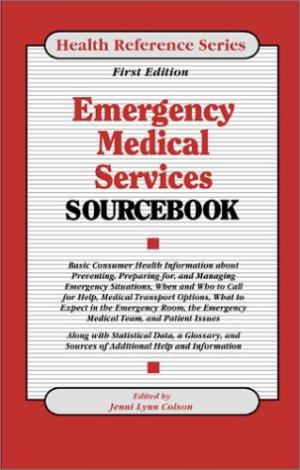 Health Reference Series
First Edition
Emergency
Medical
Services
SOURCEBOOK
Basic Consumer Health Information about
Preventing, Preparing for, and Managing
Emergency Situations, When and Who to Call
for Help, Medical Transport Options, What to
Expect in the Emergency Room, the Emergency
Medical Team, and Patient Issues
Along with Statistical Data, a Glossary, and
Sources of Additional Help and Information
Edited by
Jenni Lynn Colson